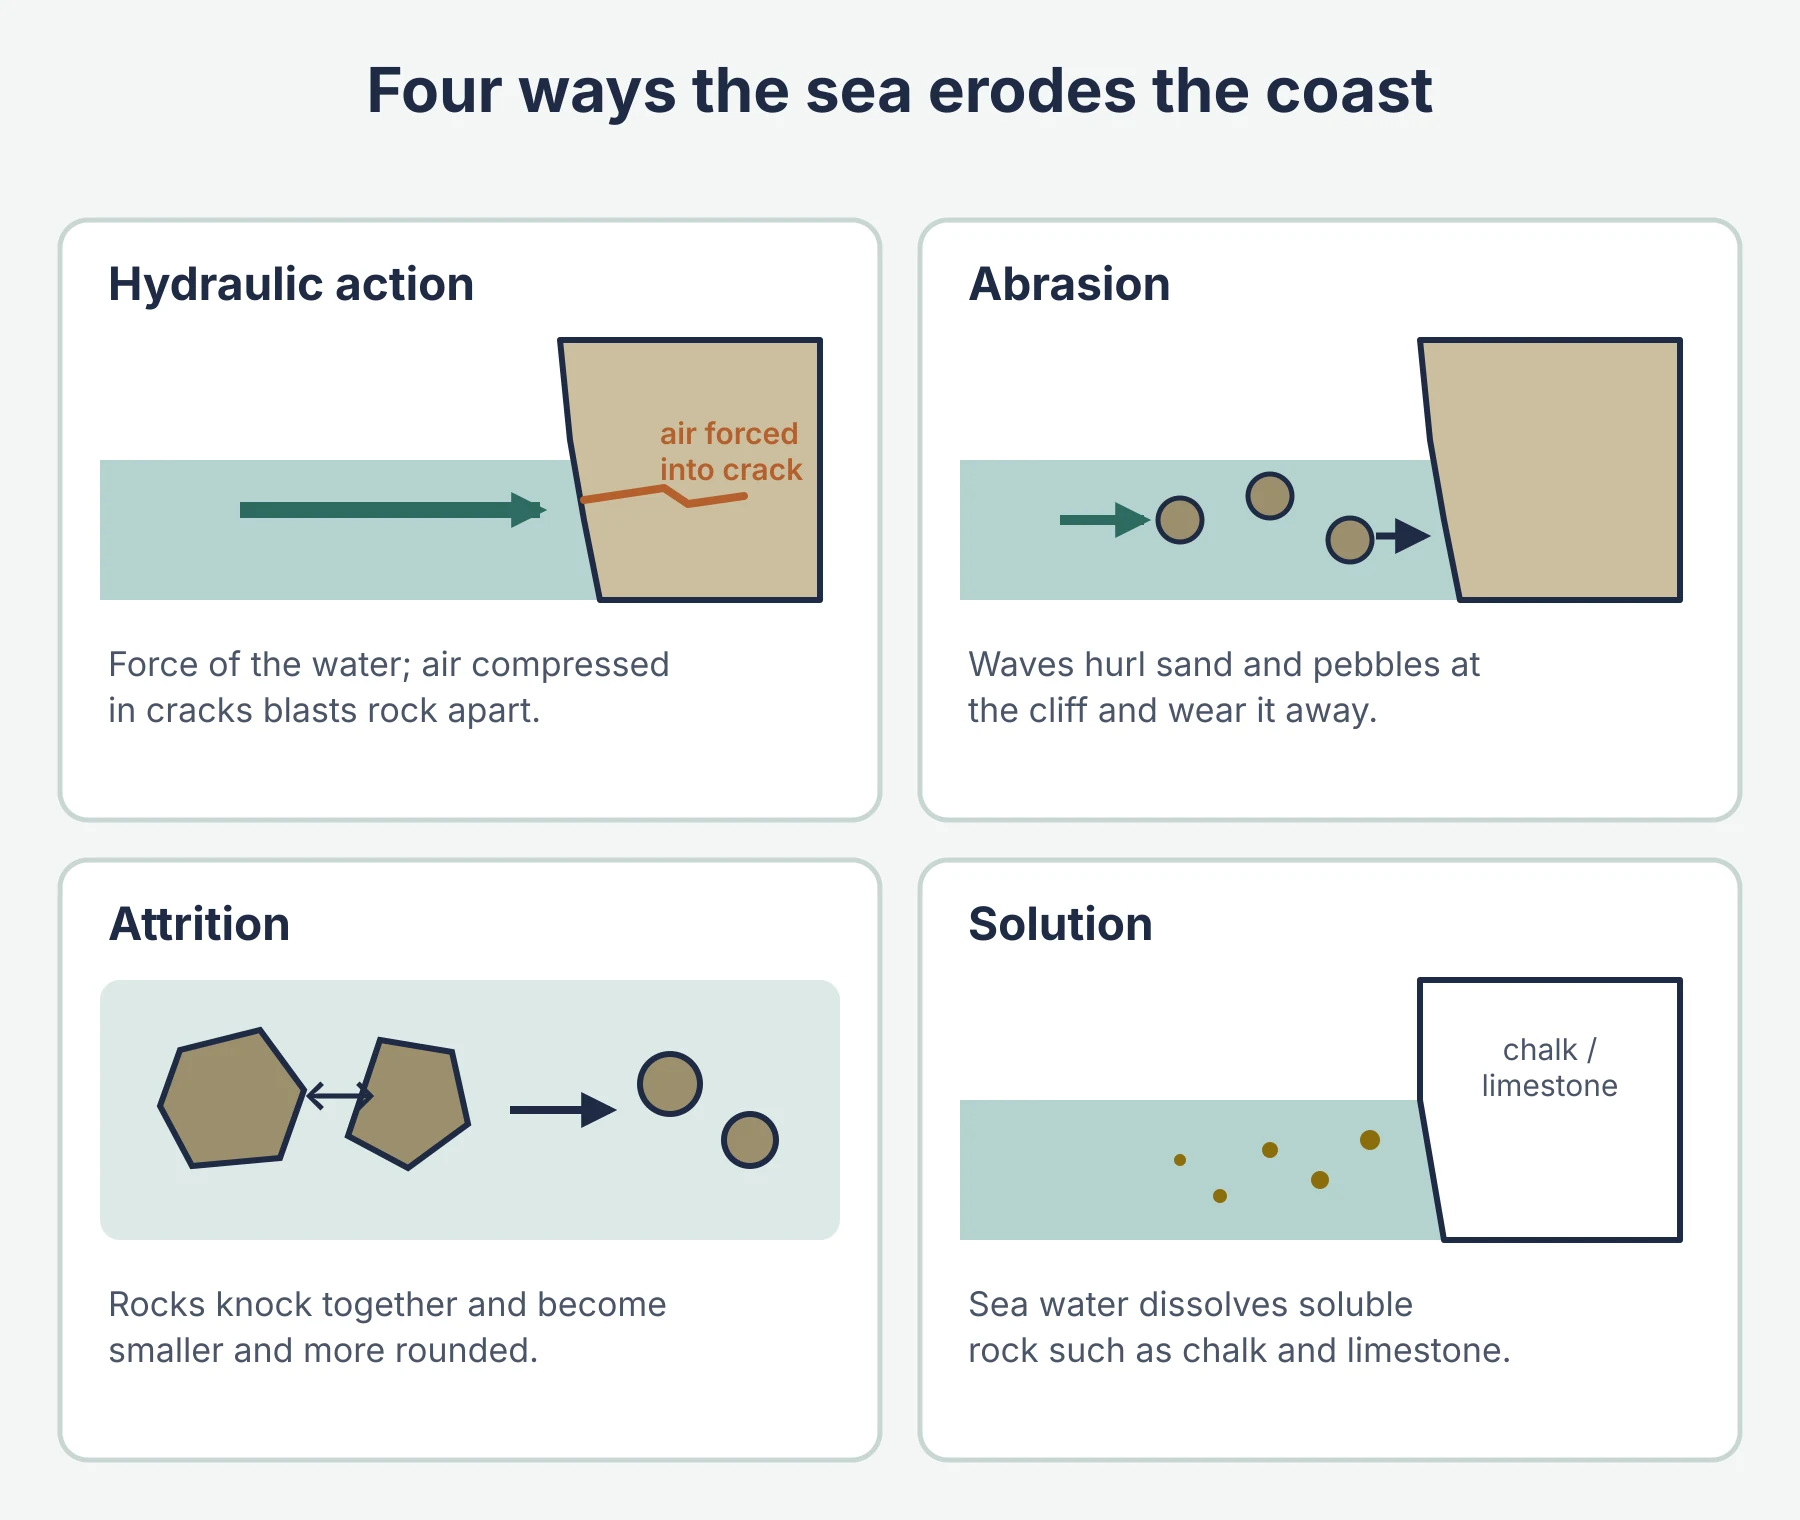 Four ways the sea erodes the coast
Hydraulic action
air forced
into crack
Force of the water; air compressed
in cracks blasts rock apart.
Abrasion
Waves hurl sand and pebbles at
the cliff and wear it away.
Attrition
Rocks knock together and become
smaller and more rounded.
Solution
chalk /
limestone
Sea water dissolves soluble
rock such as chalk and limestone.